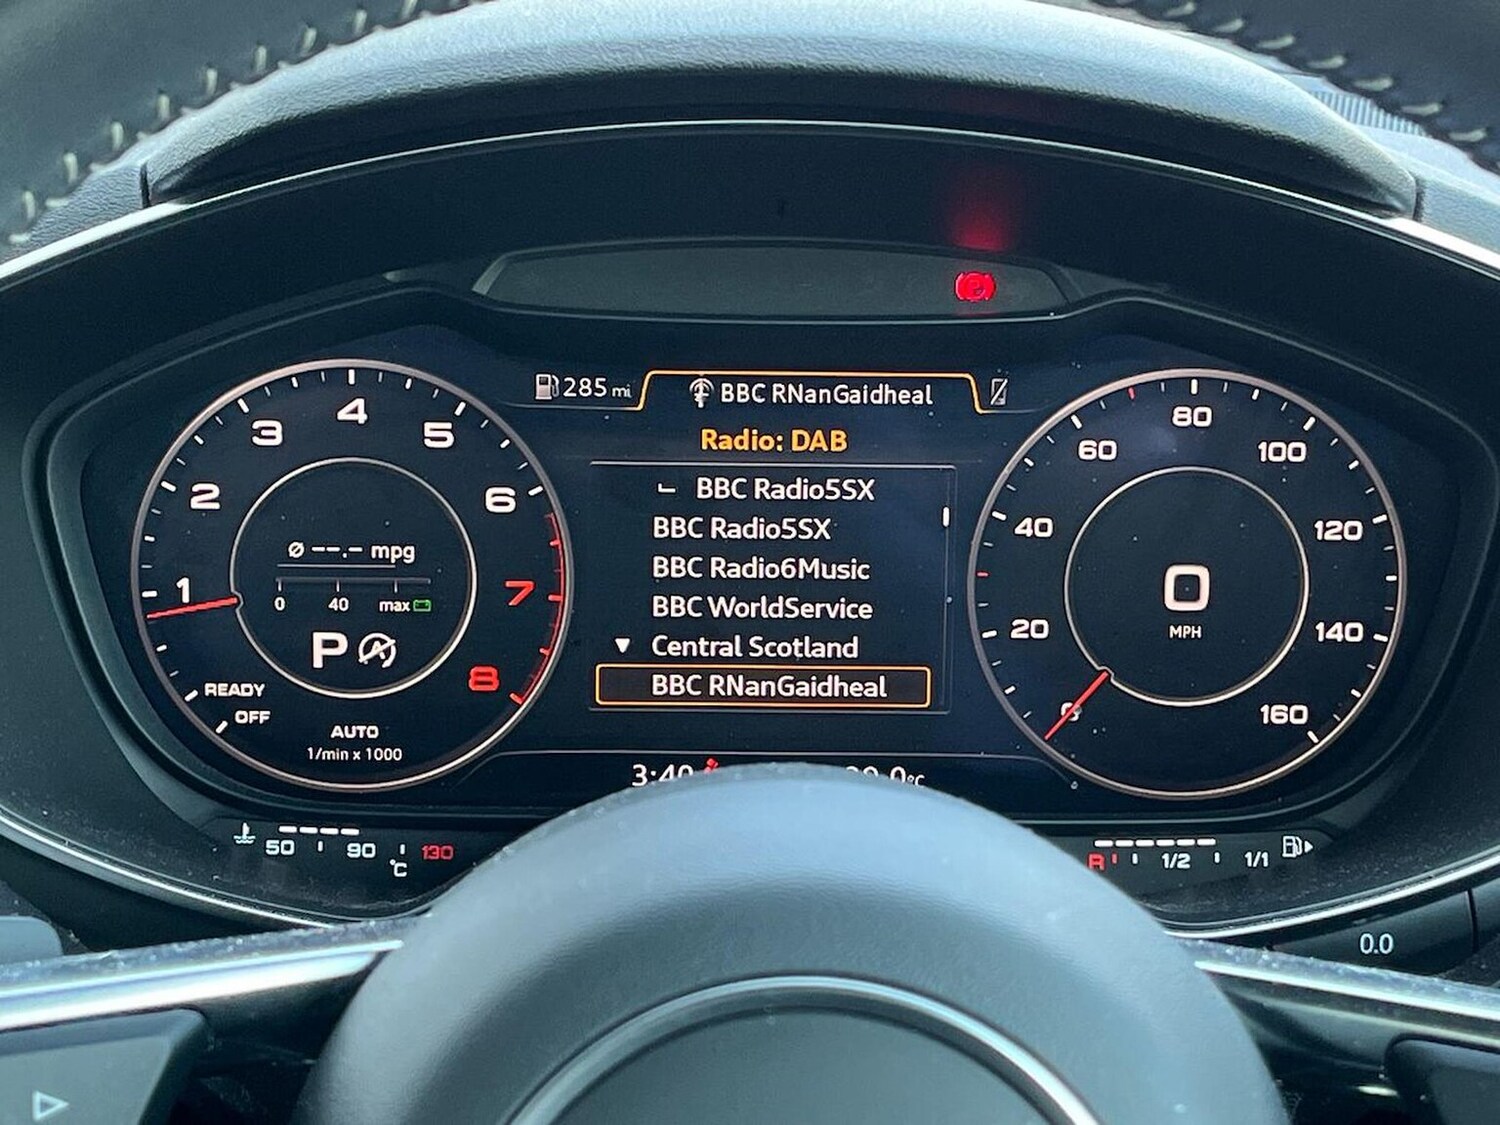 285 mi
BBC RNanGaidheal
Radio: DAB
BBC Radio5SX
BBC Radio5SX
BBC Radio6Music
BBC WorldService
Central Scotland
BBC RNanGaidheal
3:40
1
2
3
4
5
6
7
8
Ø --.- mpg
0 40 max
P
A
READY
OFF
AUTO
1/min x 1000
20
40
60
80
100
120
140
160
0
MPH
50 90 130
°C
R 1/2 1/1
0.0